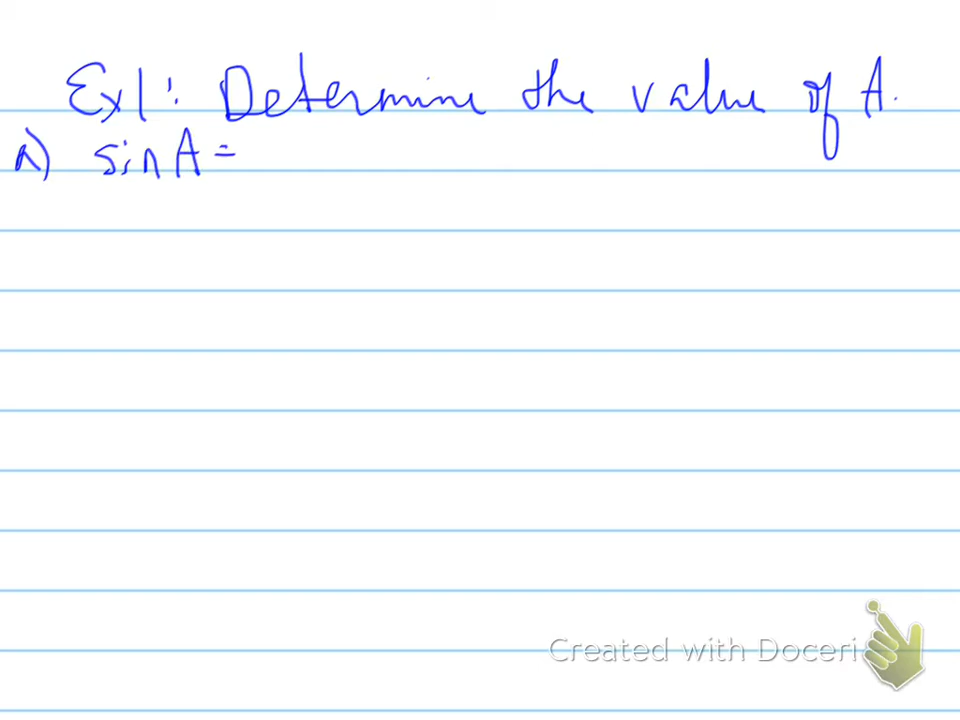 Ex1: Determine the value of A.
a) sin A =
Created with Doceri